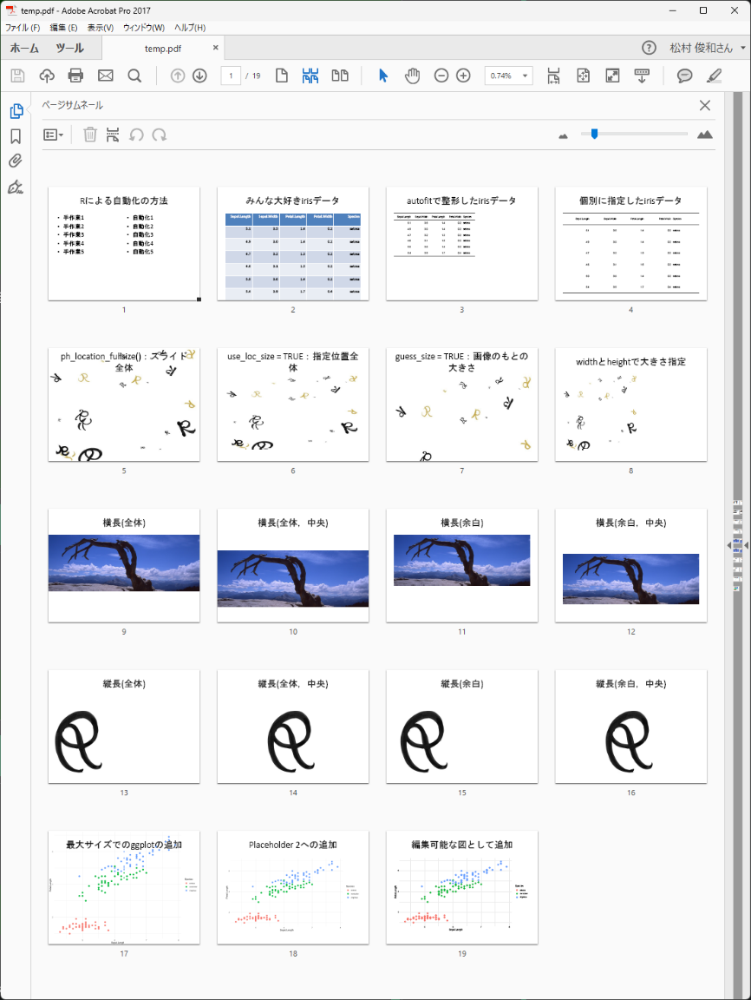 temp.pdf - Adobe Acrobat Pro 2017
ファイル (F) 編集 (E) 表示(V) ウィンドウ(W) ヘルプ(H)
ホーム ツール temp.pdf × 松村 俊和さん
1 / 19 0.74%
ページサムネール
Rによる自動化の方法
• 手作業1
• 手作業2
• 手作業3
• 手作業4
• 手作業5
• 自動化1
• 自動化2
• 自動化3
• 自動化4
• 自動化5
1
みんな大好きirisデータ
Sepal.Length Sepal.Width Petal.Length Petal.Width Species
5.1 3.5 1.4 0.2 setosa
4.9 3.0 1.4 0.2 setosa
4.7 3.2 1.3 0.2 setosa
4.6 3.1 1.5 0.2 setosa
5.0 3.6 1.4 0.2 setosa
5.4 3.9 1.7 0.4 setosa
2
autofitで整形したirisデータ
3
個別に指定したirisデータ
4
ph_location_fullsize()：スライド
全体
5
use_loc_size = TRUE：指定位置全
体
6
guess_size = TRUE：画像のもとの
大きさ
7
widthとheightで大きさ指定
8
横長(全体)
9
横長(全体，中央)
10
横長(余白)
11
横長(余白，中央)
12
縦長(全体)
13
縦長(全体，中央)
14
縦長(余白)
15
縦長(余白，中央)
16
最大サイズでのggplotの追加
17
Placeholder 2への追加
18
編集可能な図として追加
19